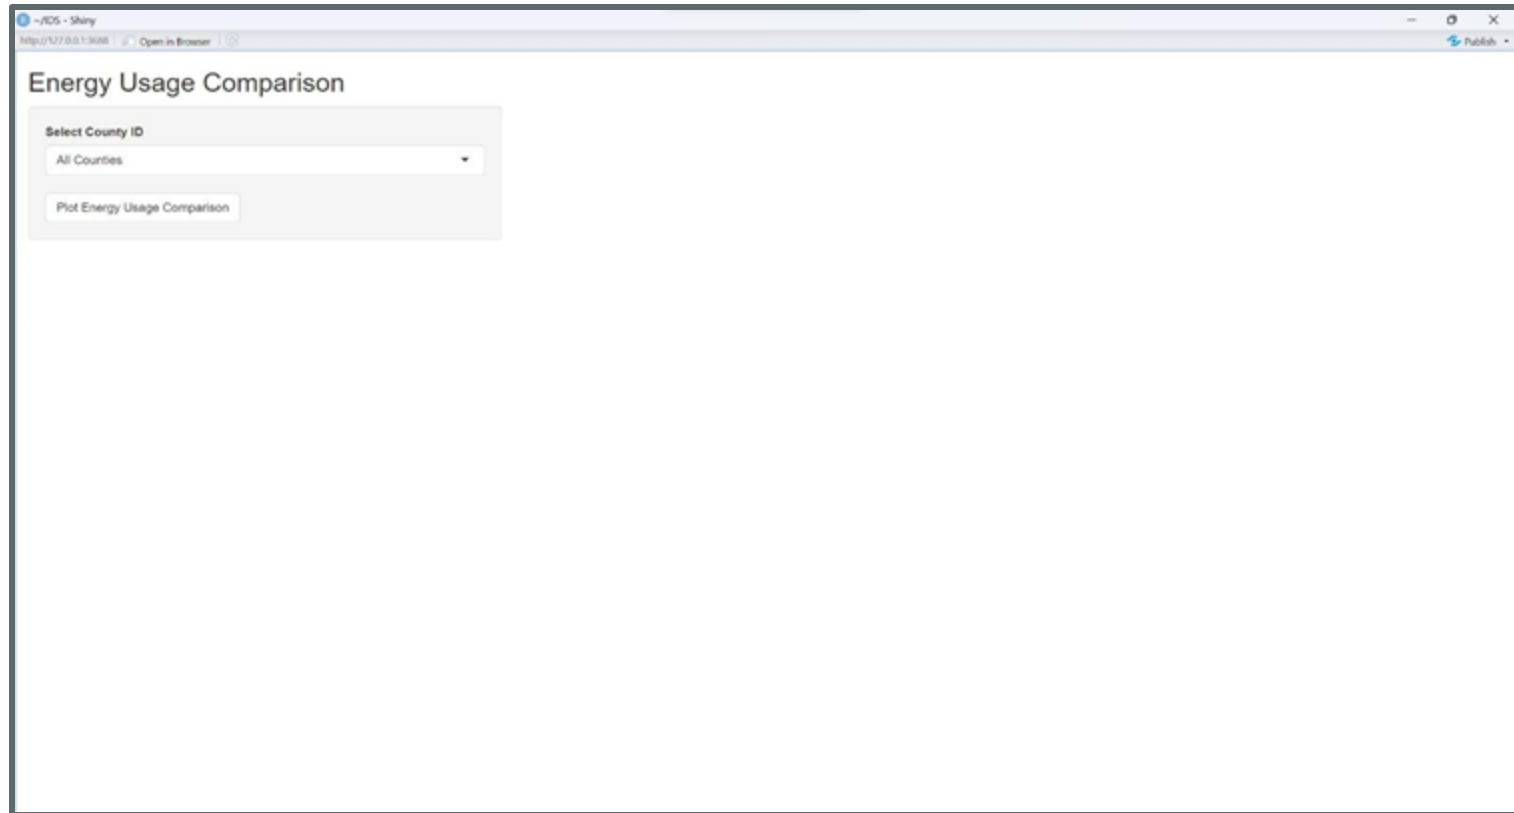 ~/IDS - Shiny
Open in Browser
Publish
Energy Usage Comparison
Select County ID
All Counties
Plot Energy Usage Comparison